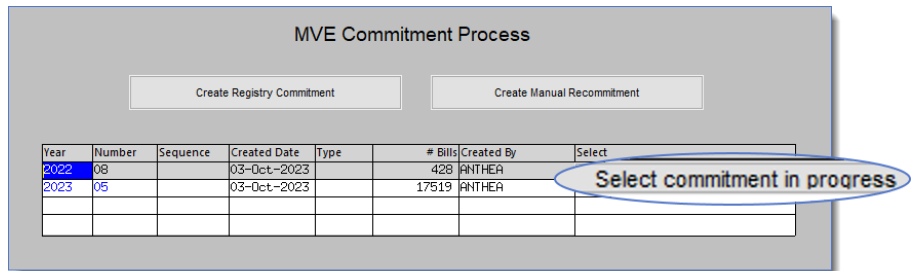 MVE Commitment Process
Create Registry Commitment Create Manual Recommitment
Year Number Sequence Created Date Type # Bills Created By Select
2022 08 03-Oct-2023 428 ANTHEA
Select commitment in progress
2023 05 03-Oct-2023 17519 ANTHEA